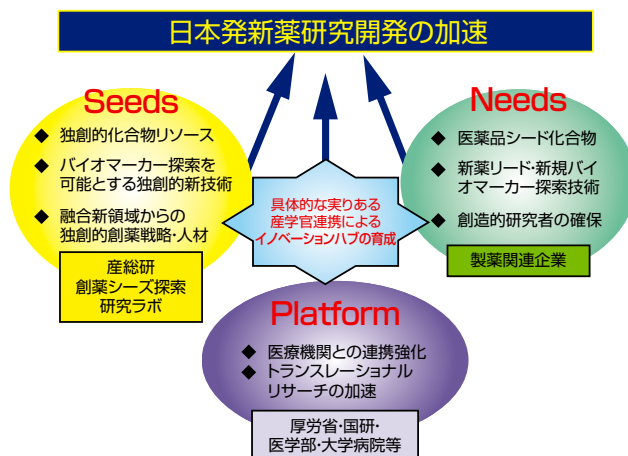 日本発新薬研究開発の加速
Seeds
◆ 独創的化合物リソース
◆ バイオマーカー探索を
可能とする独創的新技術
◆ 融合新領域からの
独創的創薬戦略・人材
産総研
創薬シーズ探索
研究ラボ
Needs
◆ 医薬品シード化合物
◆ 新薬リード・新規バイ
オマーカー探索技術
◆ 創造的研究者の確保
製薬関連企業
具体的な実りある
産学官連携による
イノベーションハブの育成
Platform
◆ 医療機関との連携強化
◆ トランスレーショナル
リサーチの加速
厚労省・国研・
医学部・大学病院等